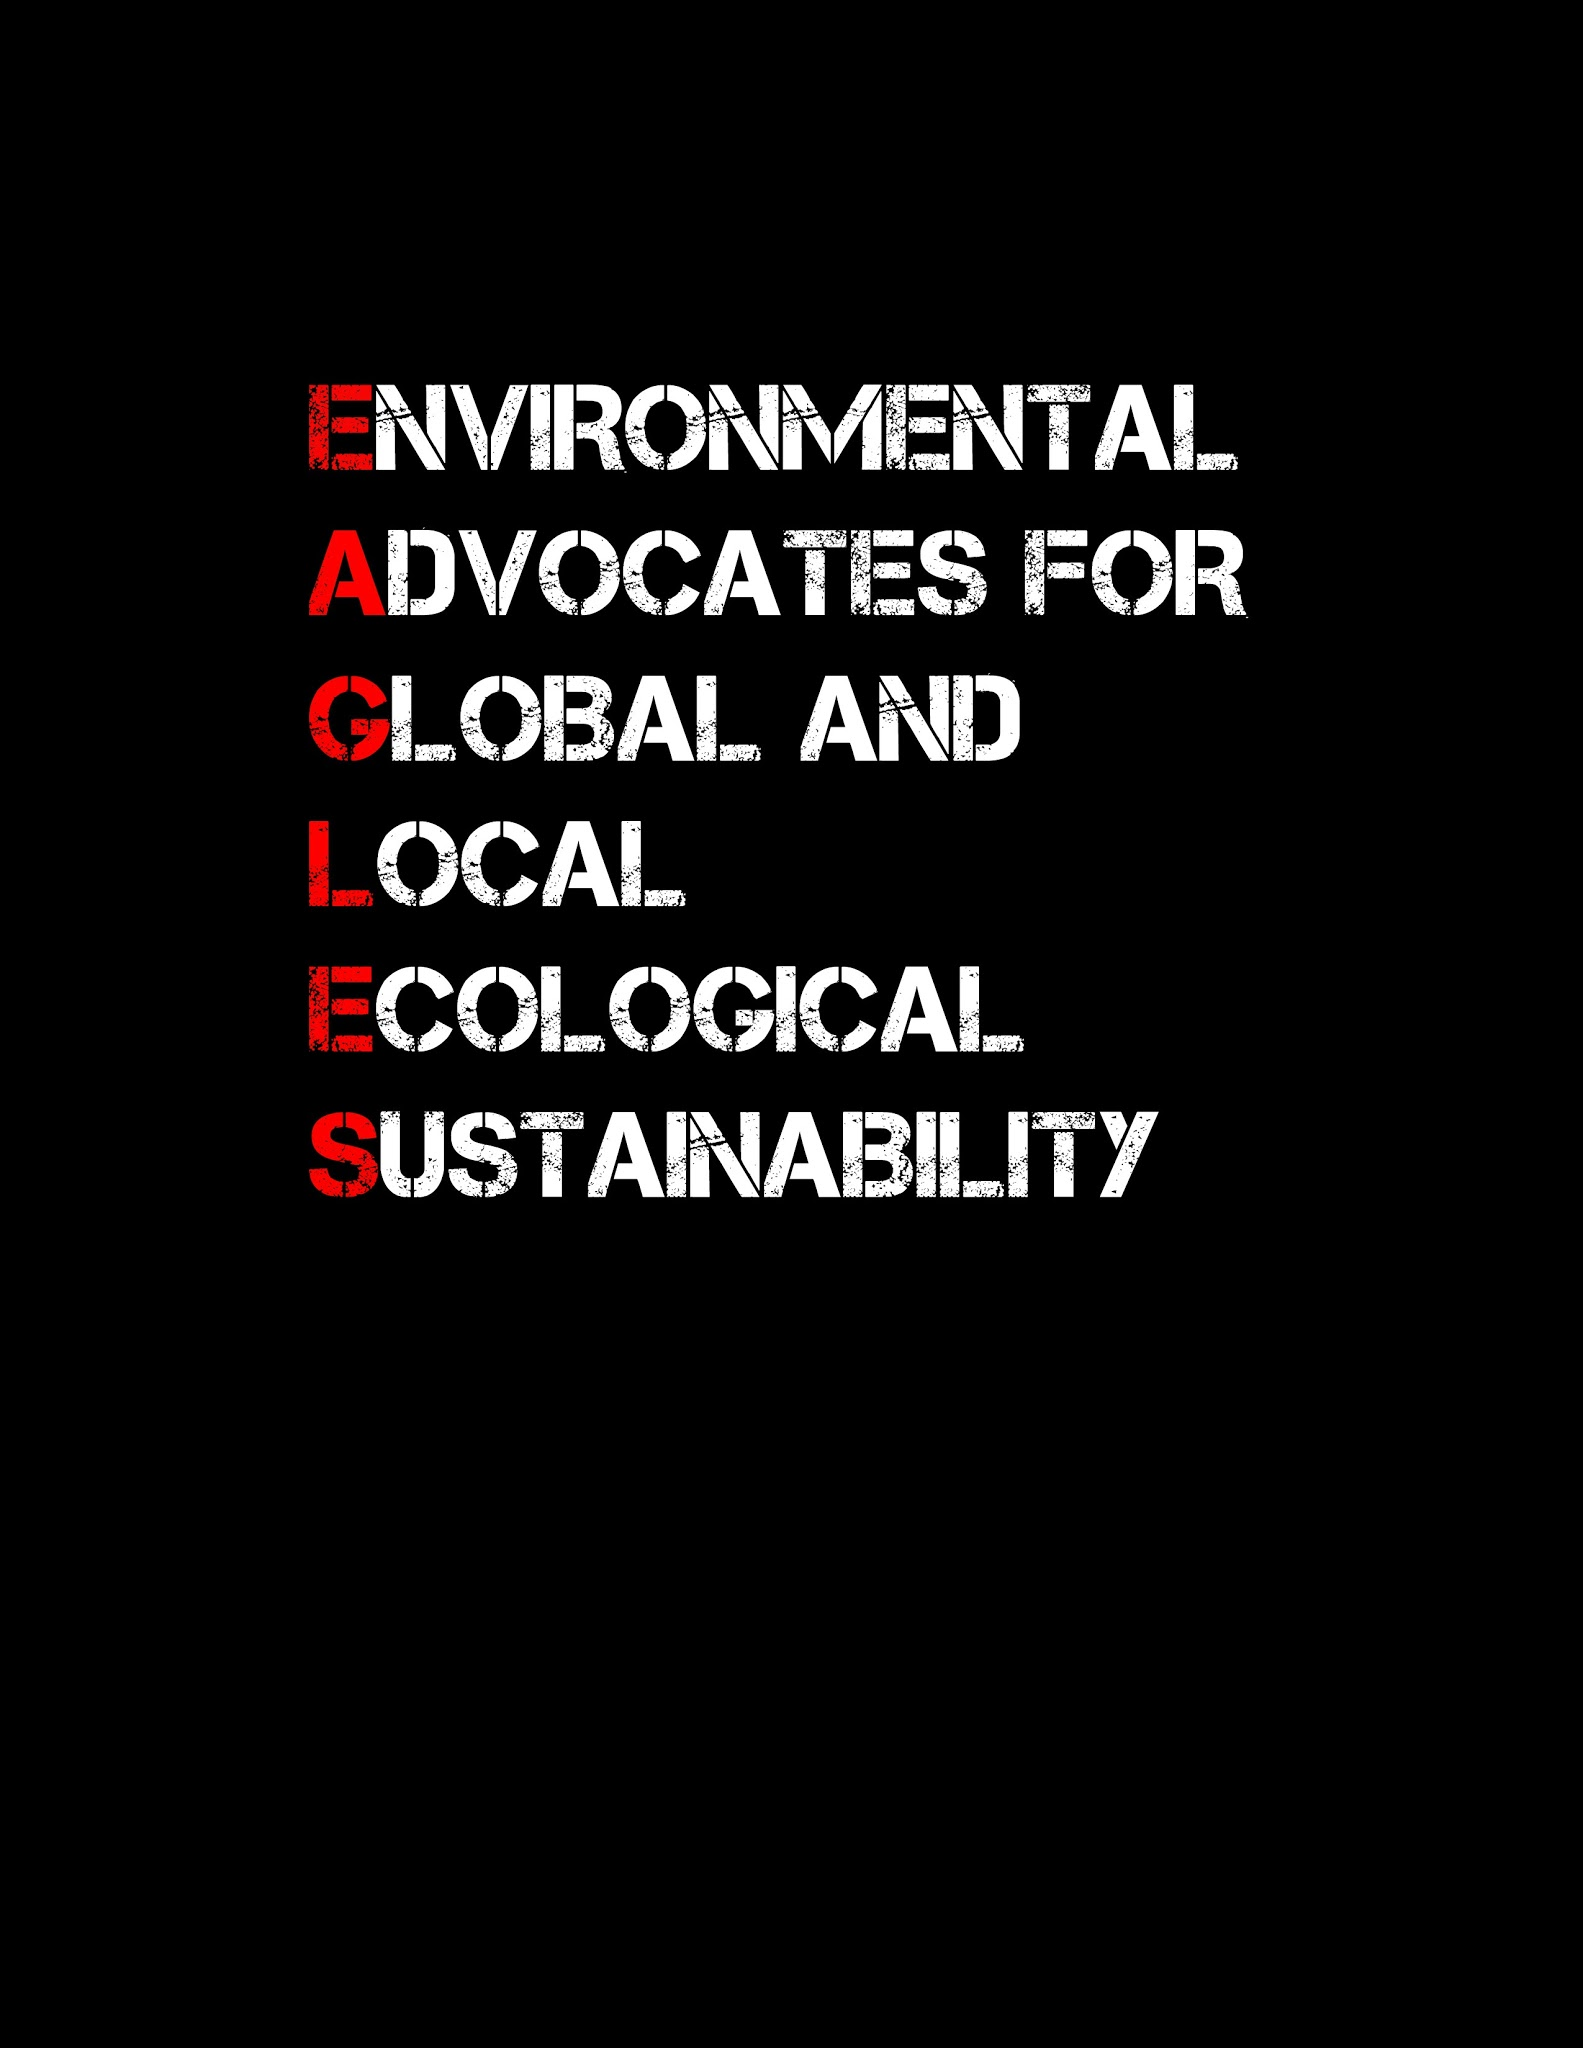 ENVIRONMENTAL
ADVOCATES FOR
GLOBAL AND
LOCAL
ECOLOGICAL
SUSTAINABILITY